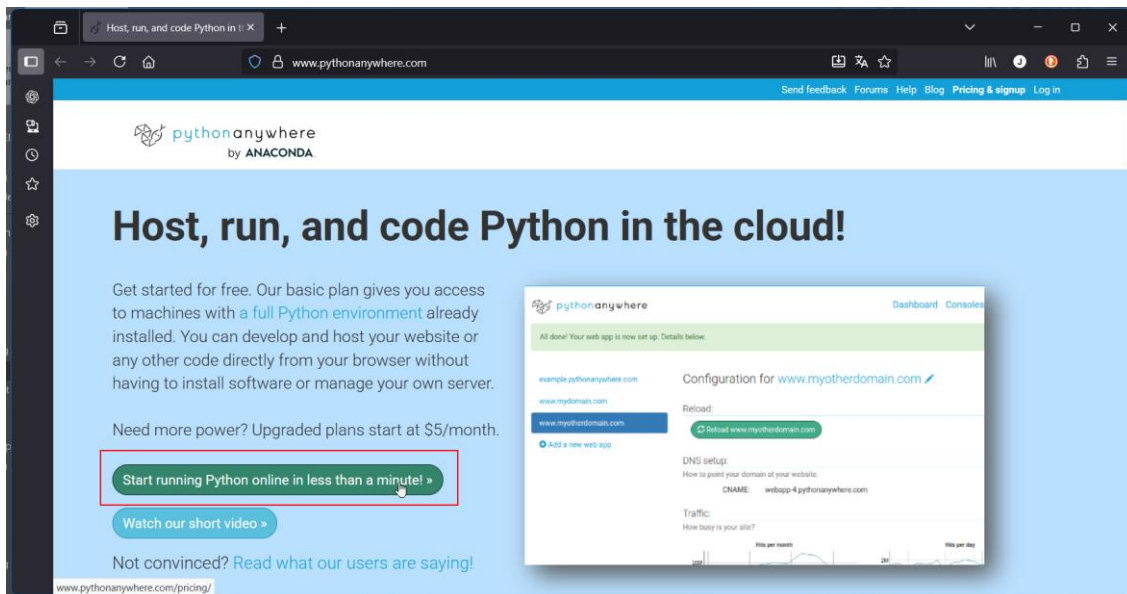 Host, run, and code Python in t
www.pythonanywhere.com
Send feedback Forums Help Blog Pricing & signup Log in
pythonanywhere
by ANACONDA
Host, run, and code Python in the cloud!
Get started for free. Our basic plan gives you access
to machines with a full Python environment already
installed. You can develop and host your website or
any other code directly from your browser without
having to install software or manage your own server.
Need more power? Upgraded plans start at $5/month.
Start running Python online in less than a minute! »
Watch our short video »
Not convinced? Read what our users are saying!
www.pythonanywhere.com/pricing/
pythonanywhere
Dashboard Consoles
All done! Your web app is now set up. Details below.
example.pythonanywhere.com
www.mydomain.com
www.myotherdomain.com
Add a new web app
Configuration for www.myotherdomain.com
Reload:
Reload www.myotherdomain.com
DNS setup:
How to point your domain at your website.
CNAME: webapp-4.pythonanywhere.com
Traffic:
How busy is your site?
Hits per month Hits per day